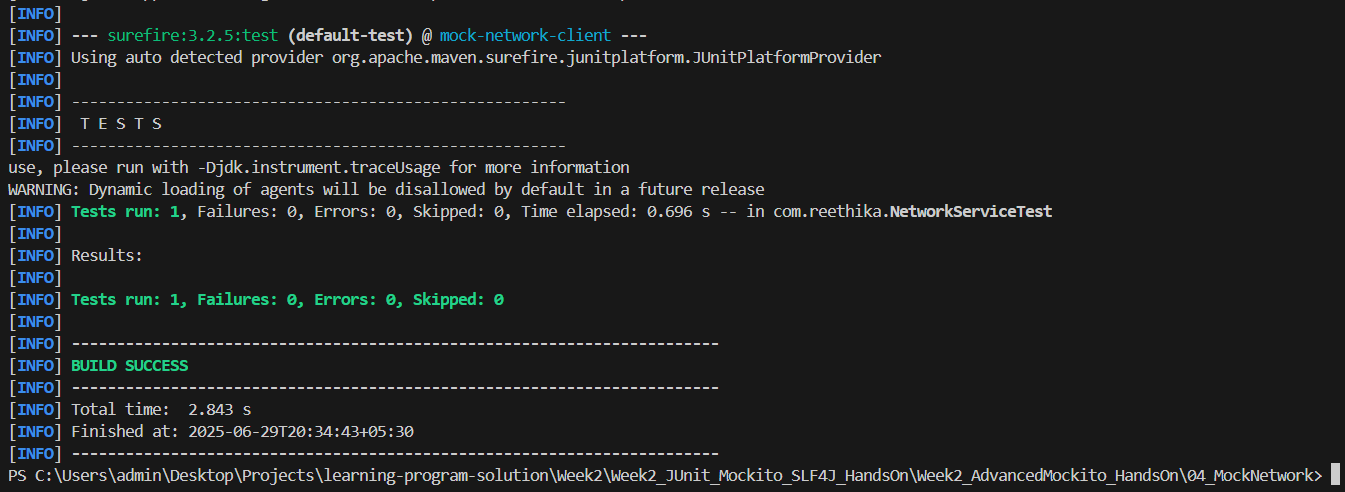 [INFO]
[INFO] --- surefire:3.2.5:test (default-test) @ mock-network-client ---
[INFO] Using auto detected provider org.apache.maven.surefire.junitplatform.JUnitPlatformProvider
[INFO]
[INFO] -------------------------------------------------------
[INFO]  T E S T S
[INFO] -------------------------------------------------------
use, please run with -Djdk.instrument.traceUsage for more information
WARNING: Dynamic loading of agents will be disallowed by default in a future release
[INFO] Tests run: 1, Failures: 0, Errors: 0, Skipped: 0, Time elapsed: 0.696 s -- in com.reethika.NetworkServiceTest
[INFO]
[INFO] Results:
[INFO]
[INFO] Tests run: 1, Failures: 0, Errors: 0, Skipped: 0
[INFO]
[INFO] ------------------------------------------------------------------------
[INFO] BUILD SUCCESS
[INFO] ------------------------------------------------------------------------
[INFO] Total time:  2.843 s
[INFO] Finished at: 2025-06-29T20:34:43+05:30
[INFO] ------------------------------------------------------------------------
PS C:\Users\admin\Desktop\Projects\learning-program-solution\Week2\Week2_JUnit_Mockito_SLF4J_HandsOn\Week2_AdvancedMockito_HandsOn\04_MockNetwork>